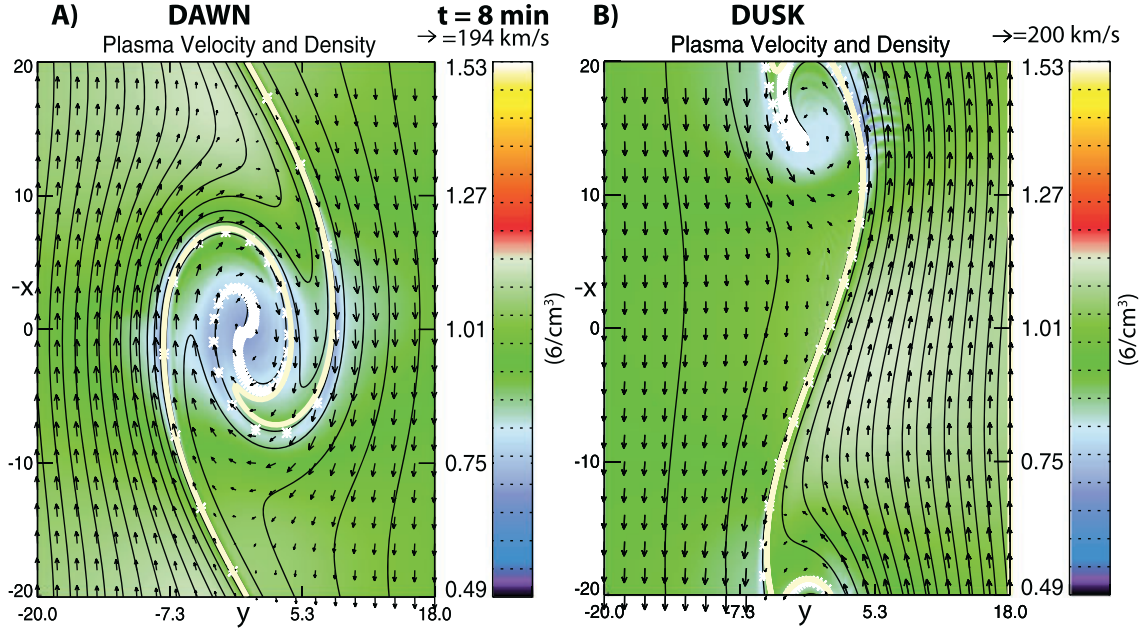 A) DAWN t = 8 min
→ =194 km/s
Plasma Velocity and Density
20
10
-X
0
-10
-20
-20.0 -7.3 y 5.3 18.0
1.53
1.27
1.01
0.75
0.49
(6/cm³)
B) DUSK
→=200 km/s
Plasma Velocity and Density
20
10
-X
0
-10
-20
-20.0 -7.3 y 5.3 18.0
1.53
1.27
1.01
0.75
0.49
(6/cm³)